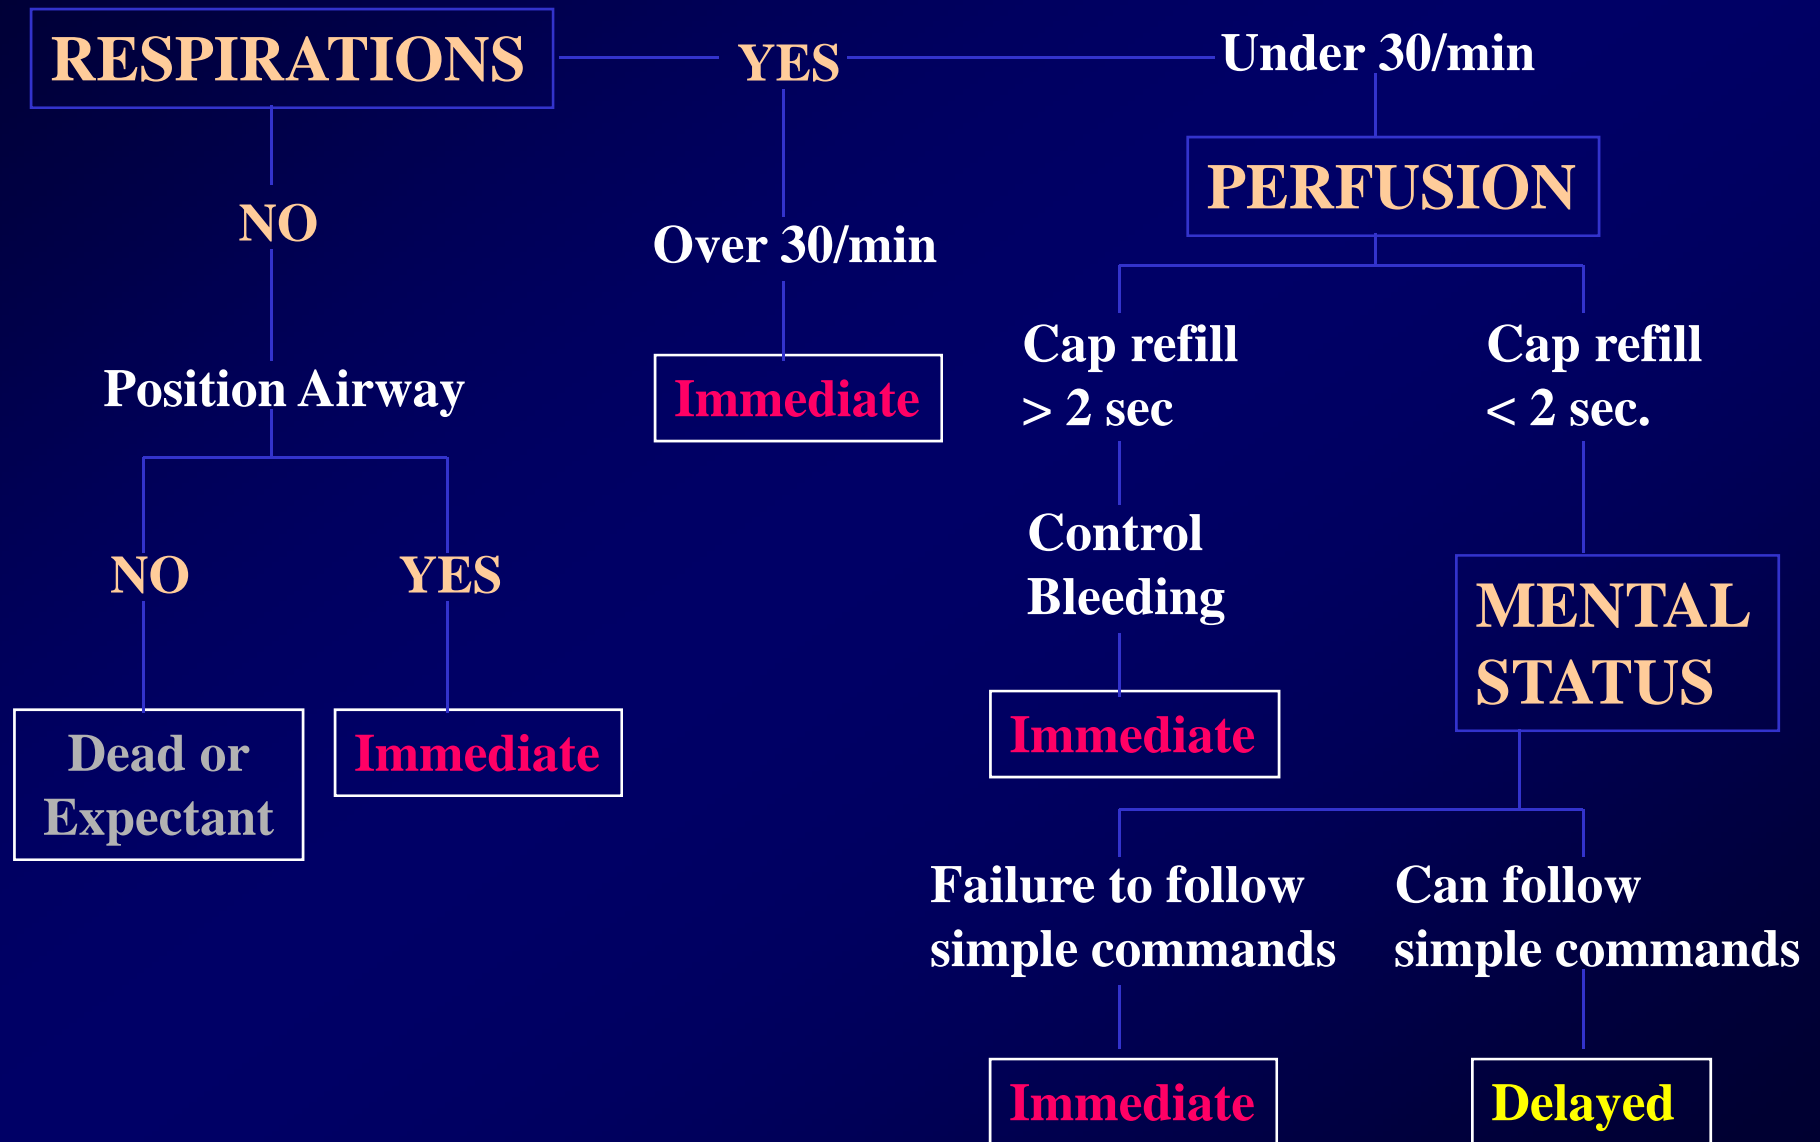 RESPIRATIONS
YES
Under 30/min
PERFUSION
NO
Over 30/min
Cap refill
> 2 sec
Cap refill
< 2 sec.
Position Airway
Immediate
Control
Bleeding
NO
YES
MENTAL
STATUS
Dead or
Expectant
Immediate
Immediate
Failure to follow
simple commands
Can follow
simple commands
Immediate
Delayed